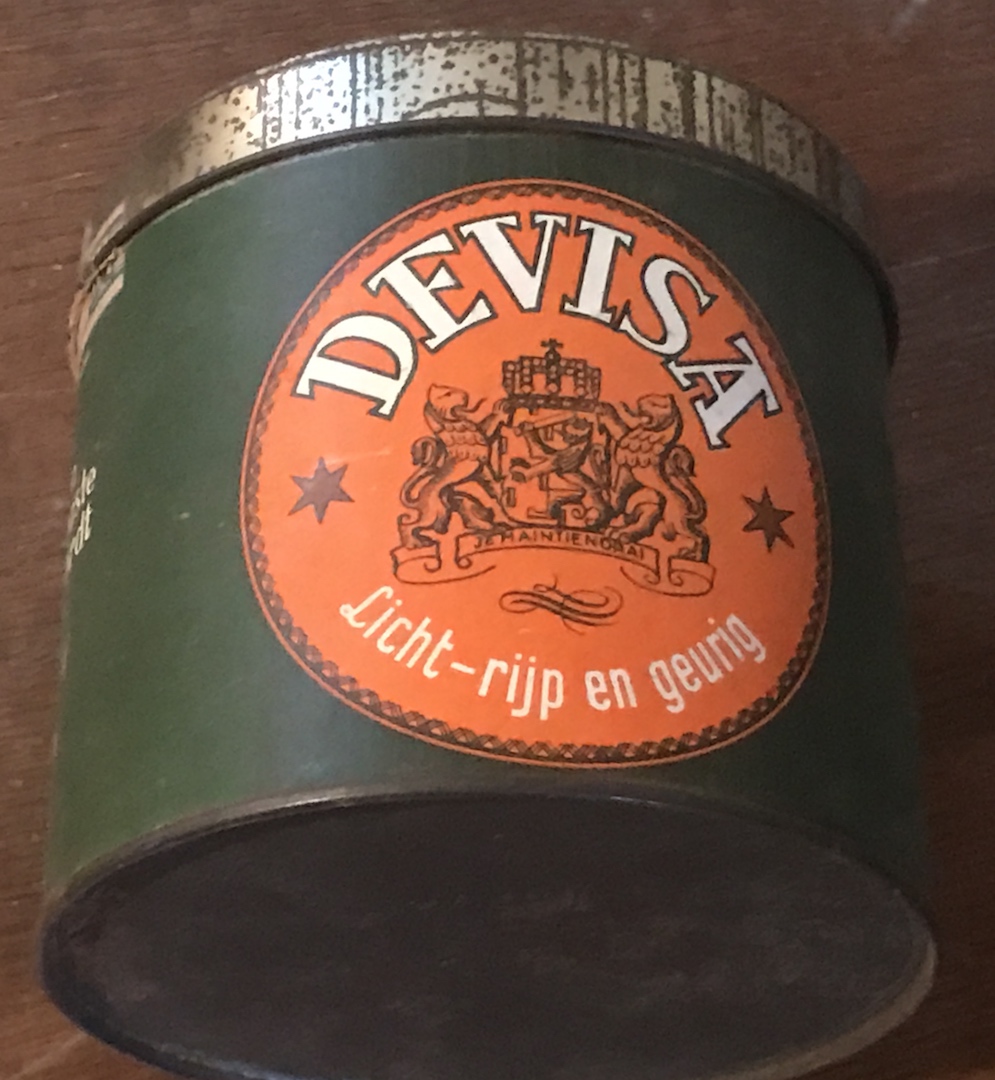 DEVISA
JE MAINTIENDRAI
Licht-rijp en geurig